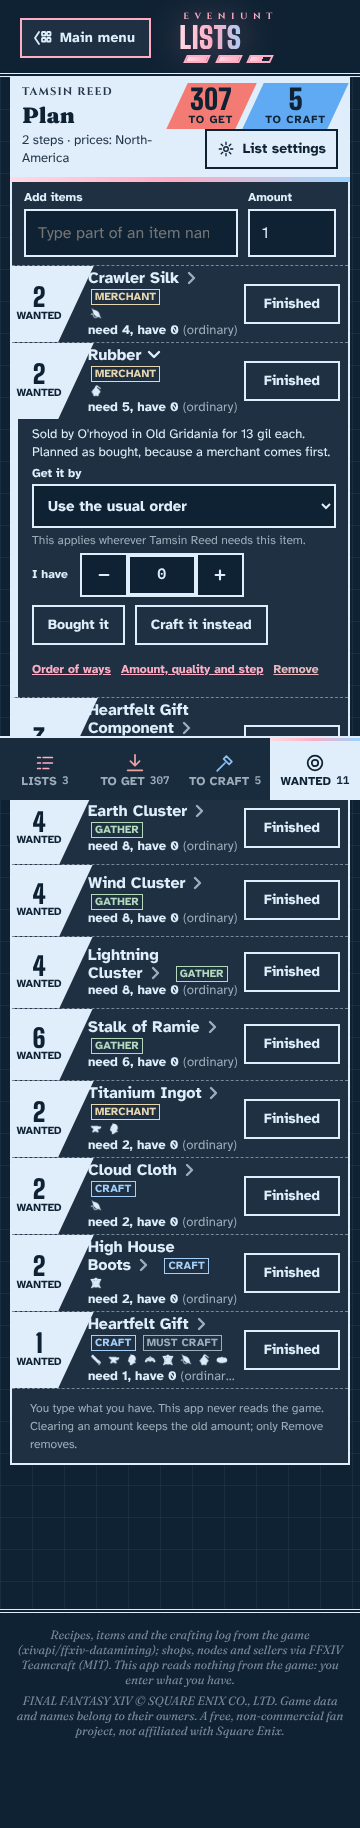 Main menu
EVENIUNT
LISTS
TAMSIN REED
Plan
2 steps · prices: North-
America
307
TO GET
5
TO CRAFT
List settings
Add items
Amount
Type part of an item nan
1
2
WANTED
Crawler Silk
MERCHANT
need 4, have 0 (ordinary)
Finished
2
WANTED
Rubber
MERCHANT
need 5, have 0 (ordinary)
Finished
Sold by O'rhoyod in Old Gridania for 13 gil each.
Planned as bought, because a merchant comes first.
Get it by
Use the usual order
This applies wherever Tamsin Reed needs this item.
I have
−
0
+
Bought it
Craft it instead
Order of ways
Amount, quality and step
Remove
Heartfelt Gift
Component
LISTS 3
TO GET 307
TO CRAFT 5
WANTED 11
4
WANTED
Earth Cluster
GATHER
need 8, have 0 (ordinary)
Finished
4
WANTED
Wind Cluster
GATHER
need 8, have 0 (ordinary)
Finished
4
WANTED
Lightning
Cluster
GATHER
need 8, have 0 (ordinary)
Finished
6
WANTED
Stalk of Ramie
GATHER
need 6, have 0 (ordinary)
Finished
2
WANTED
Titanium Ingot
MERCHANT
need 2, have 0 (ordinary)
Finished
2
WANTED
Cloud Cloth
CRAFT
need 2, have 0 (ordinary)
Finished
2
WANTED
High House
Boots
CRAFT
need 2, have 0 (ordinary)
Finished
1
WANTED
Heartfelt Gift
CRAFT
MUST CRAFT
need 1, have 0 (ordinar...
Finished
You type what you have. This app never reads the game.
Clearing an amount keeps the old amount; only Remove
removes.
Recipes, items and the crafting log from the game
(xivapi/ffxiv-datamining); shops, nodes and sellers via FFXIV
Teamcraft (MIT). This app reads nothing from the game: you
enter what you have.
FINAL FANTASY XIV © SQUARE ENIX CO., LTD. Game data
and names belong to their owners. A free, non-commercial fan
project, not affiliated with Square Enix.